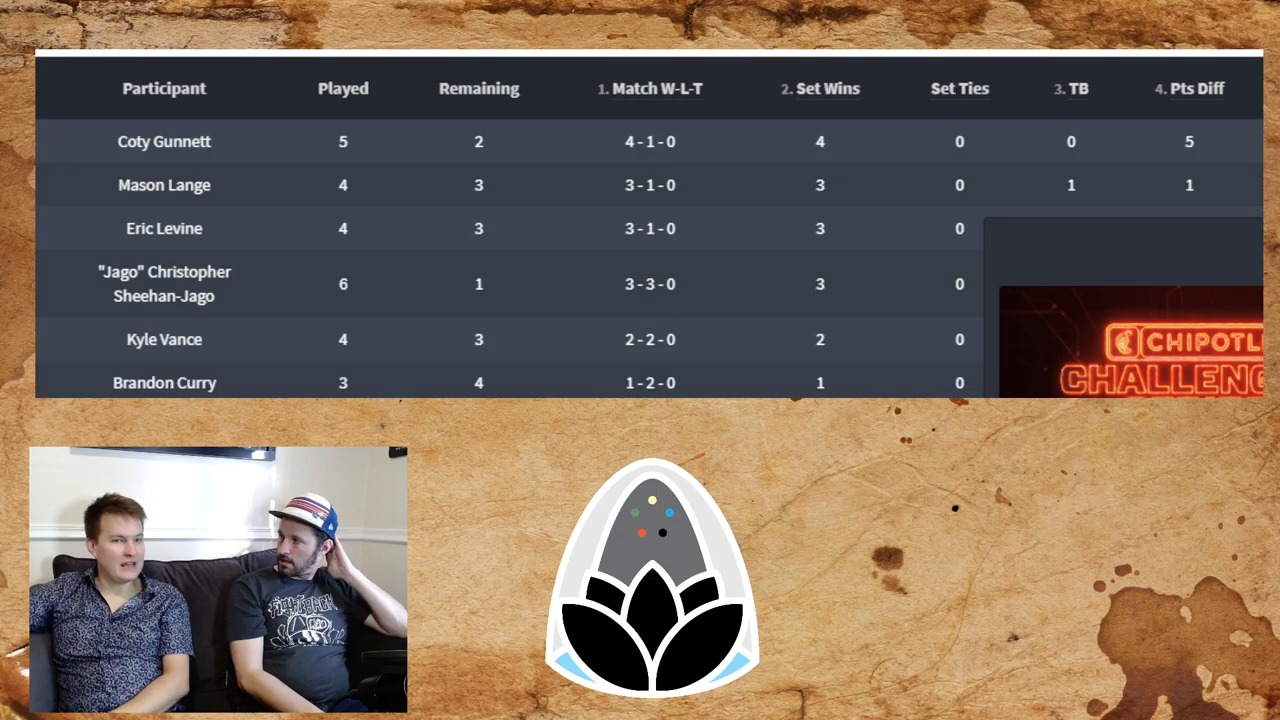 Participant Played Remaining 1. Match W-L-T 2. Set Wins Set Ties 3. TB 4. Pts Diff
Coty Gunnett 5 2 4 - 1 - 0 4 0 0 5
Mason Lange 4 3 3 - 1 - 0 3 0 1 1
Eric Levine 4 3 3 - 1 - 0 3 0
"Jago" Christopher
Sheehan-Jago 6 1 3 - 3 - 0 3 0
Kyle Vance 4 3 2 - 2 - 0 2 0
Brandon Curry 3 4 1 - 2 - 0 1 0
CHIPOTL
CHALLENG